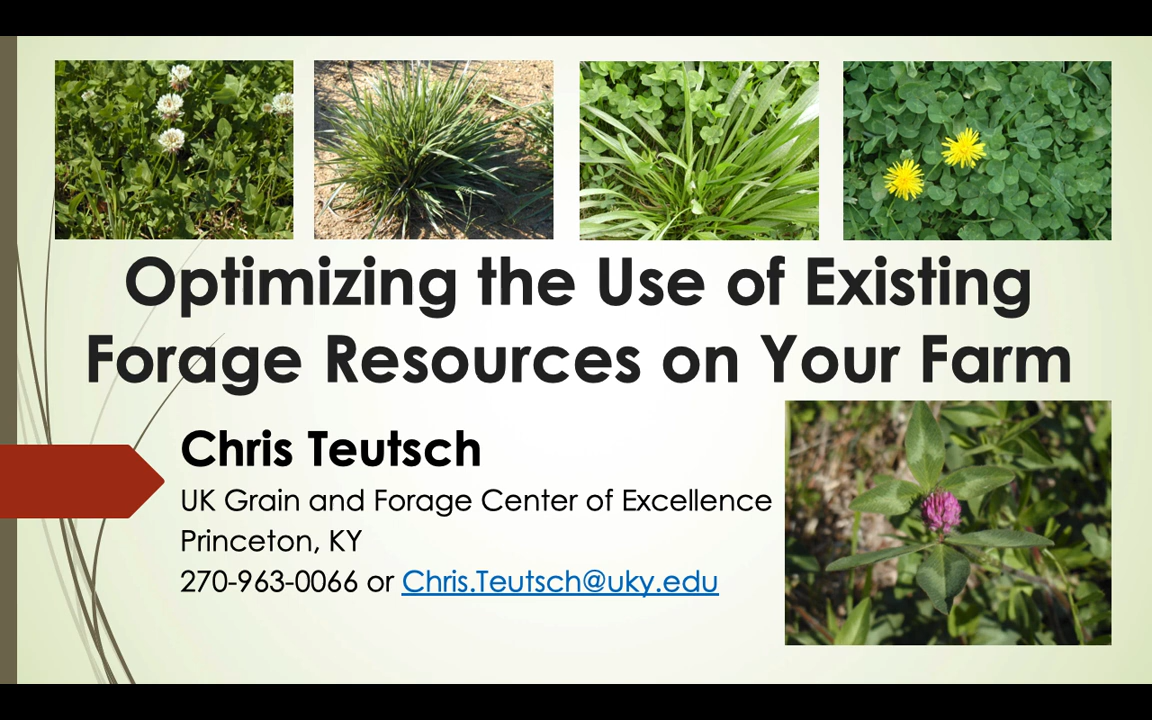 Optimizing the Use of Existing
Forage Resources on Your Farm
Chris Teutsch
UK Grain and Forage Center of Excellence
Princeton, KY
270-963-0066 or Chris.Teutsch@uky.edu